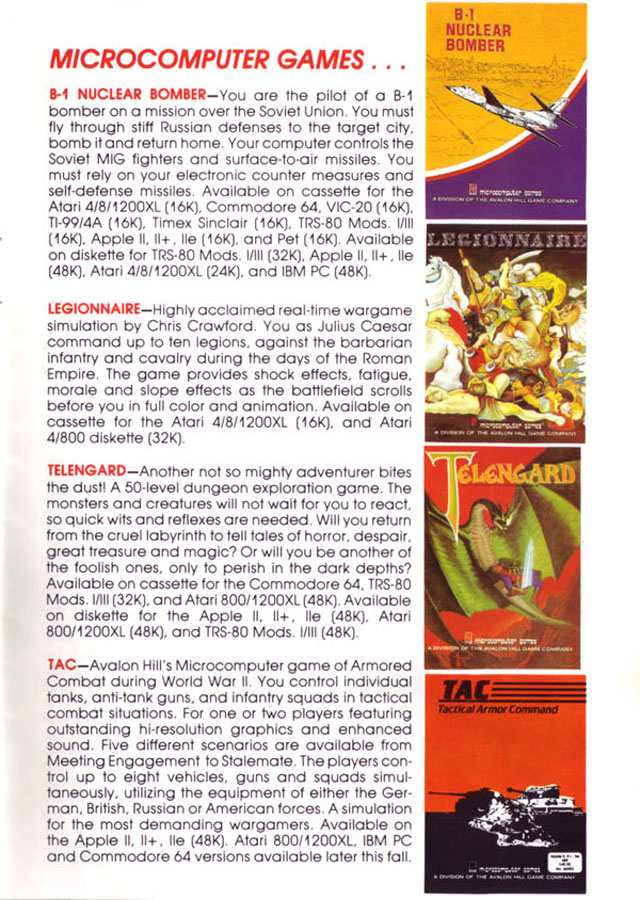 MICROCOMPUTER GAMES . . .
B-1 NUCLEAR BOMBER—You are the pilot of a B-1
bomber on a mission over the Soviet Union. You must
fly through stiff Russian defenses to the target city,
bomb it and return home. Your computer controls the
Soviet MIG fighters and surface-to-air missiles. You
must rely on your electronic counter measures and
self-defense missiles. Available on cassette for the
Atari 4/8/1200XL (16K), Commodore 64, VIC-20 (16K),
TI-99/4A (16K), Timex Sinclair (16K), TRS-80 Mods. I/III
(16K), Apple II, II+, IIe (16K), and Pet (16K). Available
on diskette for TRS-80 Mods. I/III (32K), Apple II, II+, IIe
(48K), Atari 4/8/1200XL (24K), and IBM PC (48K).
LEGIONNAIRE—Highly acclaimed real-time wargame
simulation by Chris Crawford. You as Julius Caesar
command up to ten legions, against the barbarian
infantry and cavalry during the days of the Roman
Empire. The game provides shock effects, fatigue,
morale and slope effects as the battlefield scrolls
before you in full color and animation. Available on
cassette for the Atari 4/8/1200XL (16K), and Atari
4/800 diskette (32K).
TELENGARD—Another not so mighty adventurer bites
the dust! A 50-level dungeon exploration game. The
monsters and creatures will not wait for you to react,
so quick wits and reflexes are needed. Will you return
from the cruel labyrinth to tell tales of horror, despair,
great treasure and magic? Or will you be another of
the foolish ones, only to perish in the dark depths?
Available on cassette for the Commodore 64, TRS-80
Mods. I/III (32K), and Atari 800/1200XL (48K). Available
on diskette for the Apple II, II+, IIe (48K), Atari
800/1200XL (48K), and TRS-80 Mods. I/III (48K).
TAC—Avalon Hill's Microcomputer game of Armored
Combat during World War II. You control individual
tanks, anti-tank guns, and infantry squads in tactical
combat situations. For one or two players featuring
outstanding hi-resolution graphics and enhanced
sound. Five different scenarios are available from
Meeting Engagement to Stalemate. The players con-
trol up to eight vehicles, guns and squads simul-
taneously, utilizing the equipment of either the Ger-
man, British, Russian or American forces. A simulation
for the most demanding wargamers. Available on
the Apple II, II+, IIe (48K). Atari 800/1200XL, IBM PC
and Commodore 64 versions available later this fall.
B-1
NUCLEAR
BOMBER
microcomputer games
A DIVISION OF THE AVALON HILL GAME COMPANY
LEGIONNAIRE
microcomputer games
A DIVISION OF THE AVALON HILL GAME COMPANY
TELENGARD
microcomputer games
A DIVISION OF THE AVALON HILL GAME COMPANY
TAC
Tactical Armor Command
microcomputer games
A DIVISION OF THE AVALON HILL GAME COMPANY